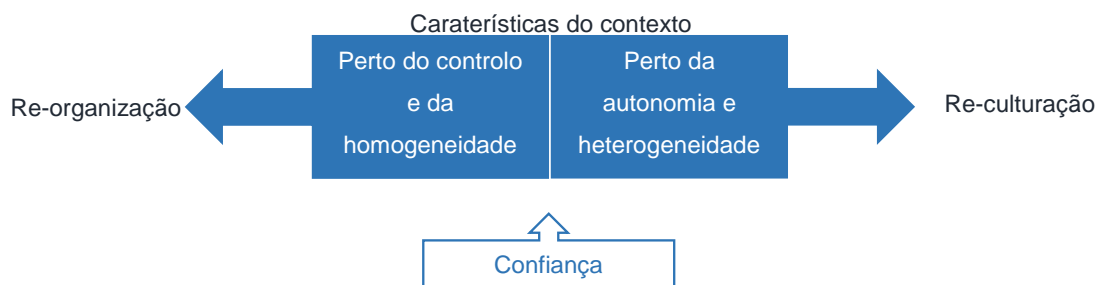 Caraterísticas do contexto
Perto do controlo
e da
homogeneidade
Perto da
autonomia e
heterogeneidade
Re-organização
Re-culturação
Confiança